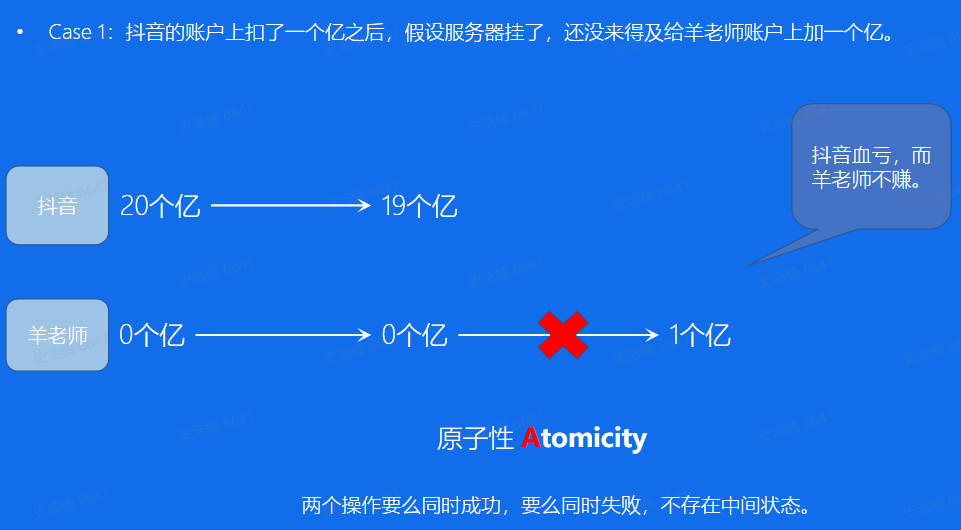 • Case 1：抖音的账户上扣了一个亿之后，假设服务器挂了，还没来得及给羊老师账户上加一个亿。
抖音血亏，而
羊老师不赚。
抖音 20个亿 19个亿
羊老师 0个亿 0个亿 1个亿
原子性 Atomicity
两个操作要么同时成功，要么同时失败，不存在中间状态。